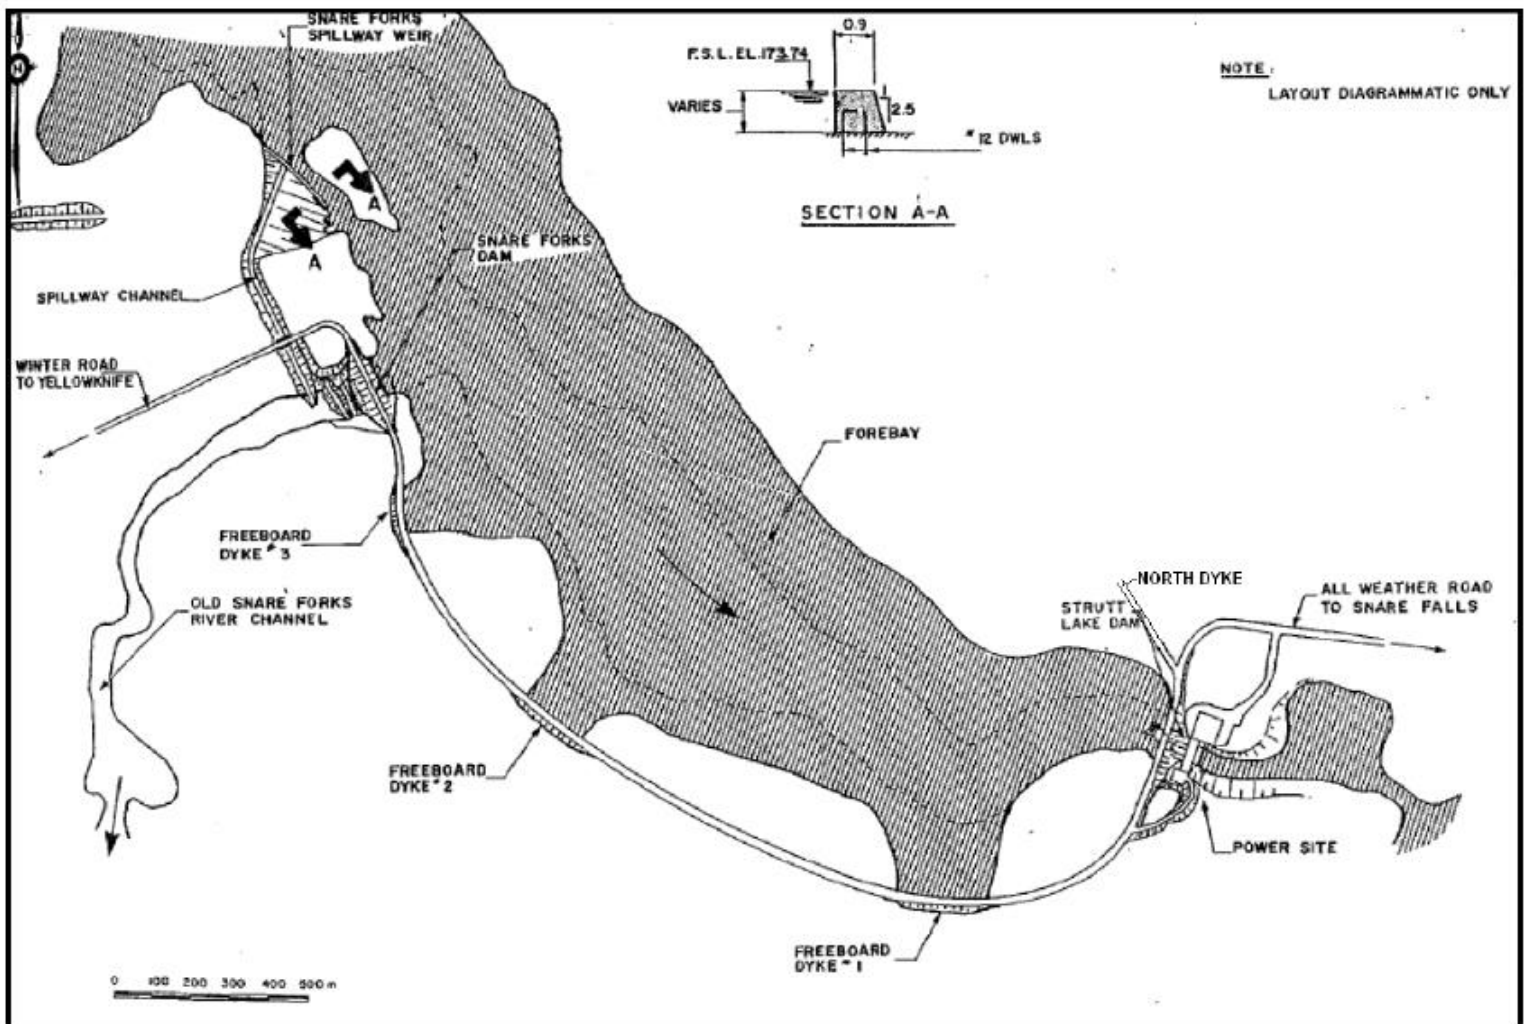 SNARE FORKS
SPILLWAY WEIR
0.9
F.S.L. EL. 173.74
NOTE:
LAYOUT DIAGRAMMATIC ONLY
N
VARIES
1
2.5
#12 DWLS
A
SECTION A-A
SNARE FORKS
DAM
A
SPILLWAY CHANNEL
WINTER ROAD
TO YELLOWKNIFE
FOREBAY
FREEBOARD
DYKE #3
NORTH DYKE
ALL WEATHER ROAD
TO SNARE FALLS
STRUTT
LAKE DAM
OLD SNARE FORKS
RIVER CHANNEL
FREEBOARD
DYKE #2
POWER SITE
FREEBOARD
DYKE #1
0 100 200 300 400 500 m